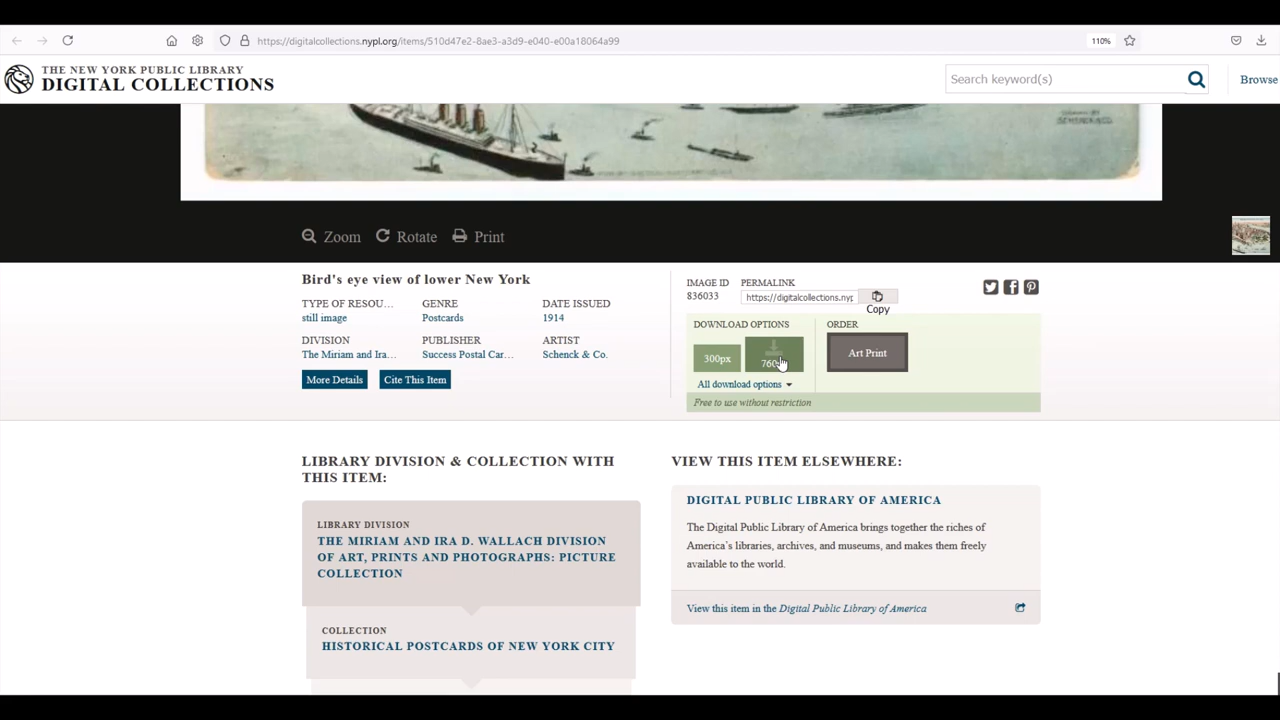 https://digitalcollections.nypl.org/items/510d47e2-8ae3-a3d9-e040-e00a18064a99
110%
THE NEW YORK PUBLIC LIBRARY
DIGITAL COLLECTIONS
Search keyword(s)
Browse
Zoom
Rotate
Print
Bird's eye view of lower New York
TYPE OF RESOU...
GENRE
DATE ISSUED
still image
Postcards
1914
DIVISION
PUBLISHER
ARTIST
The Miriam and Ira...
Success Postal Car...
Schenck & Co.
More Details
Cite This Item
IMAGE ID
PERMALINK
836033
https://digitalcollections.nyp
Copy
DOWNLOAD OPTIONS
ORDER
300px
Art Print
All download options
Free to use without restriction
LIBRARY DIVISION & COLLECTION WITH
THIS ITEM:
LIBRARY DIVISION
THE MIRIAM AND IRA D. WALLACH DIVISION
OF ART, PRINTS AND PHOTOGRAPHS: PICTURE
COLLECTION
COLLECTION
HISTORICAL POSTCARDS OF NEW YORK CITY
VIEW THIS ITEM ELSEWHERE:
DIGITAL PUBLIC LIBRARY OF AMERICA
The Digital Public Library of America brings together the riches of
America's libraries, archives, and museums, and makes them freely
available to the world.
View this item in the Digital Public Library of America